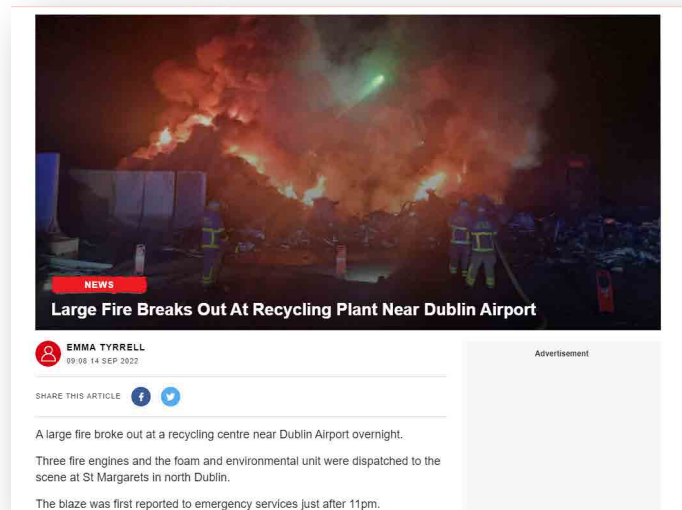 NEWS
Large Fire Breaks Out At Recycling Plant Near Dublin Airport
EMMA TYRRELL
09:08 14 SEP 2022
Advertisement
SHARE THIS ARTICLE
A large fire broke out at a recycling centre near Dublin Airport overnight.
Three fire engines and the foam and environmental unit were dispatched to the
scene at St Margarets in north Dublin.
The blaze was first reported to emergency services just after 11pm.